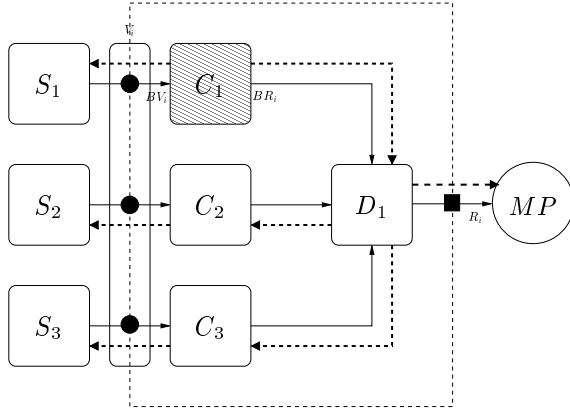 V_i
S_1
C_1
BV_i
BR_i
S_2
C_2
D_1
MP
R_i
S_3
C_3